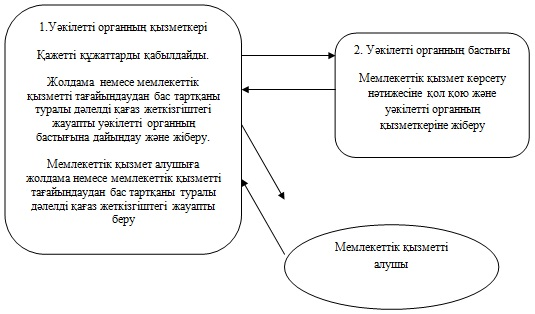 1.Уәкілетті органның қызметкері
Қажетті құжаттарды қабылдайды.
Жолдама немесе мемлекеттік
қызметті тағайындаудан бас тартқаны
туралы дәлелді қағаз жеткізгіштегі
жауапты уәкілетті органның
бастығына дайындау және жіберу.
Мемлекеттік қызмет алушыға
жолдама немесе мемлекеттік қызметті
тағайындаудан бас тартқаны туралы
дәлелді қағаз жеткізгіштегі жауапты
беру
2. Уәкілетті органның бастығы
Мемлекеттік қызмет көрсету
нәтижесіне қол қою және
уәкілетті органның
қызметкеріне жіберу
Мемлекеттік қызметті
алушы